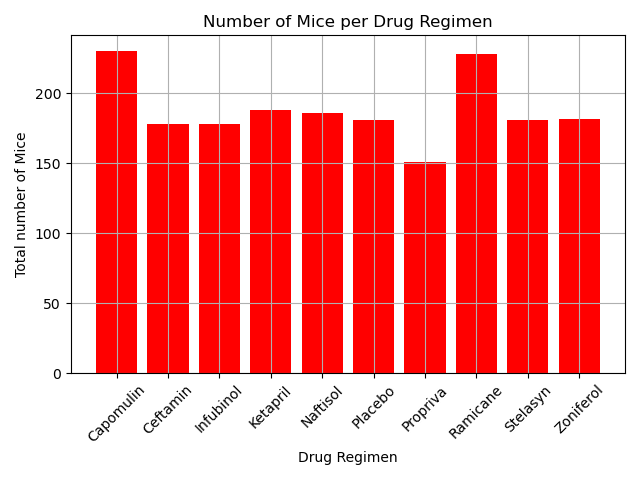 Number of Mice per Drug Regimen
Total number of Mice
200
150
100
50
0
Capomulin
Ceftamin
Infubinol
Ketapril
Naftisol
Placebo
Propriva
Ramicane
Stelasyn
Zoniferol
Drug Regimen